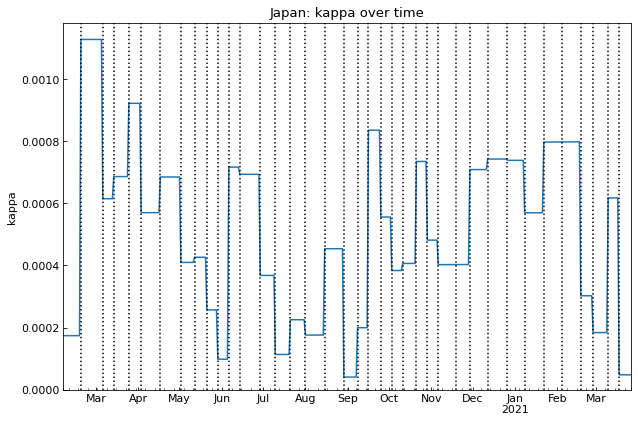 Japan: kappa over time
kappa
0.0010
0.0008
0.0006
0.0004
0.0002
0.0000
Mar Apr May Jun Jul Aug Sep Oct Nov Dec Jan Feb Mar
2021